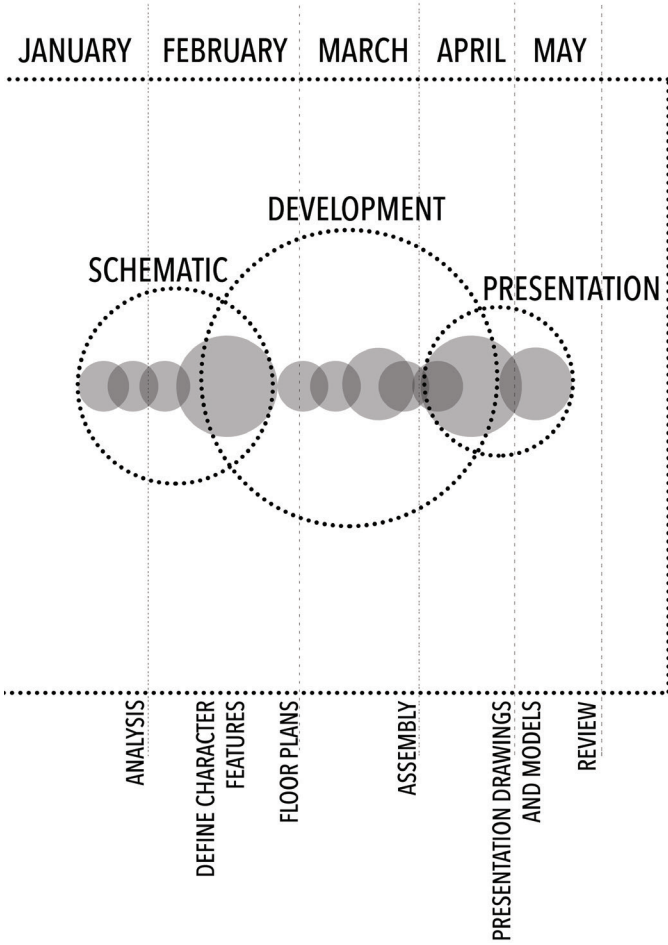 JANUARY FEBRUARY MARCH APRIL MAY
DEVELOPMENT
SCHEMATIC
PRESENTATION
ANALYSIS
DEFINE CHARACTER
FEATURES
FLOOR PLANS
ASSEMBLY
PRESENTATION DRAWINGS
AND MODELS
REVIEW